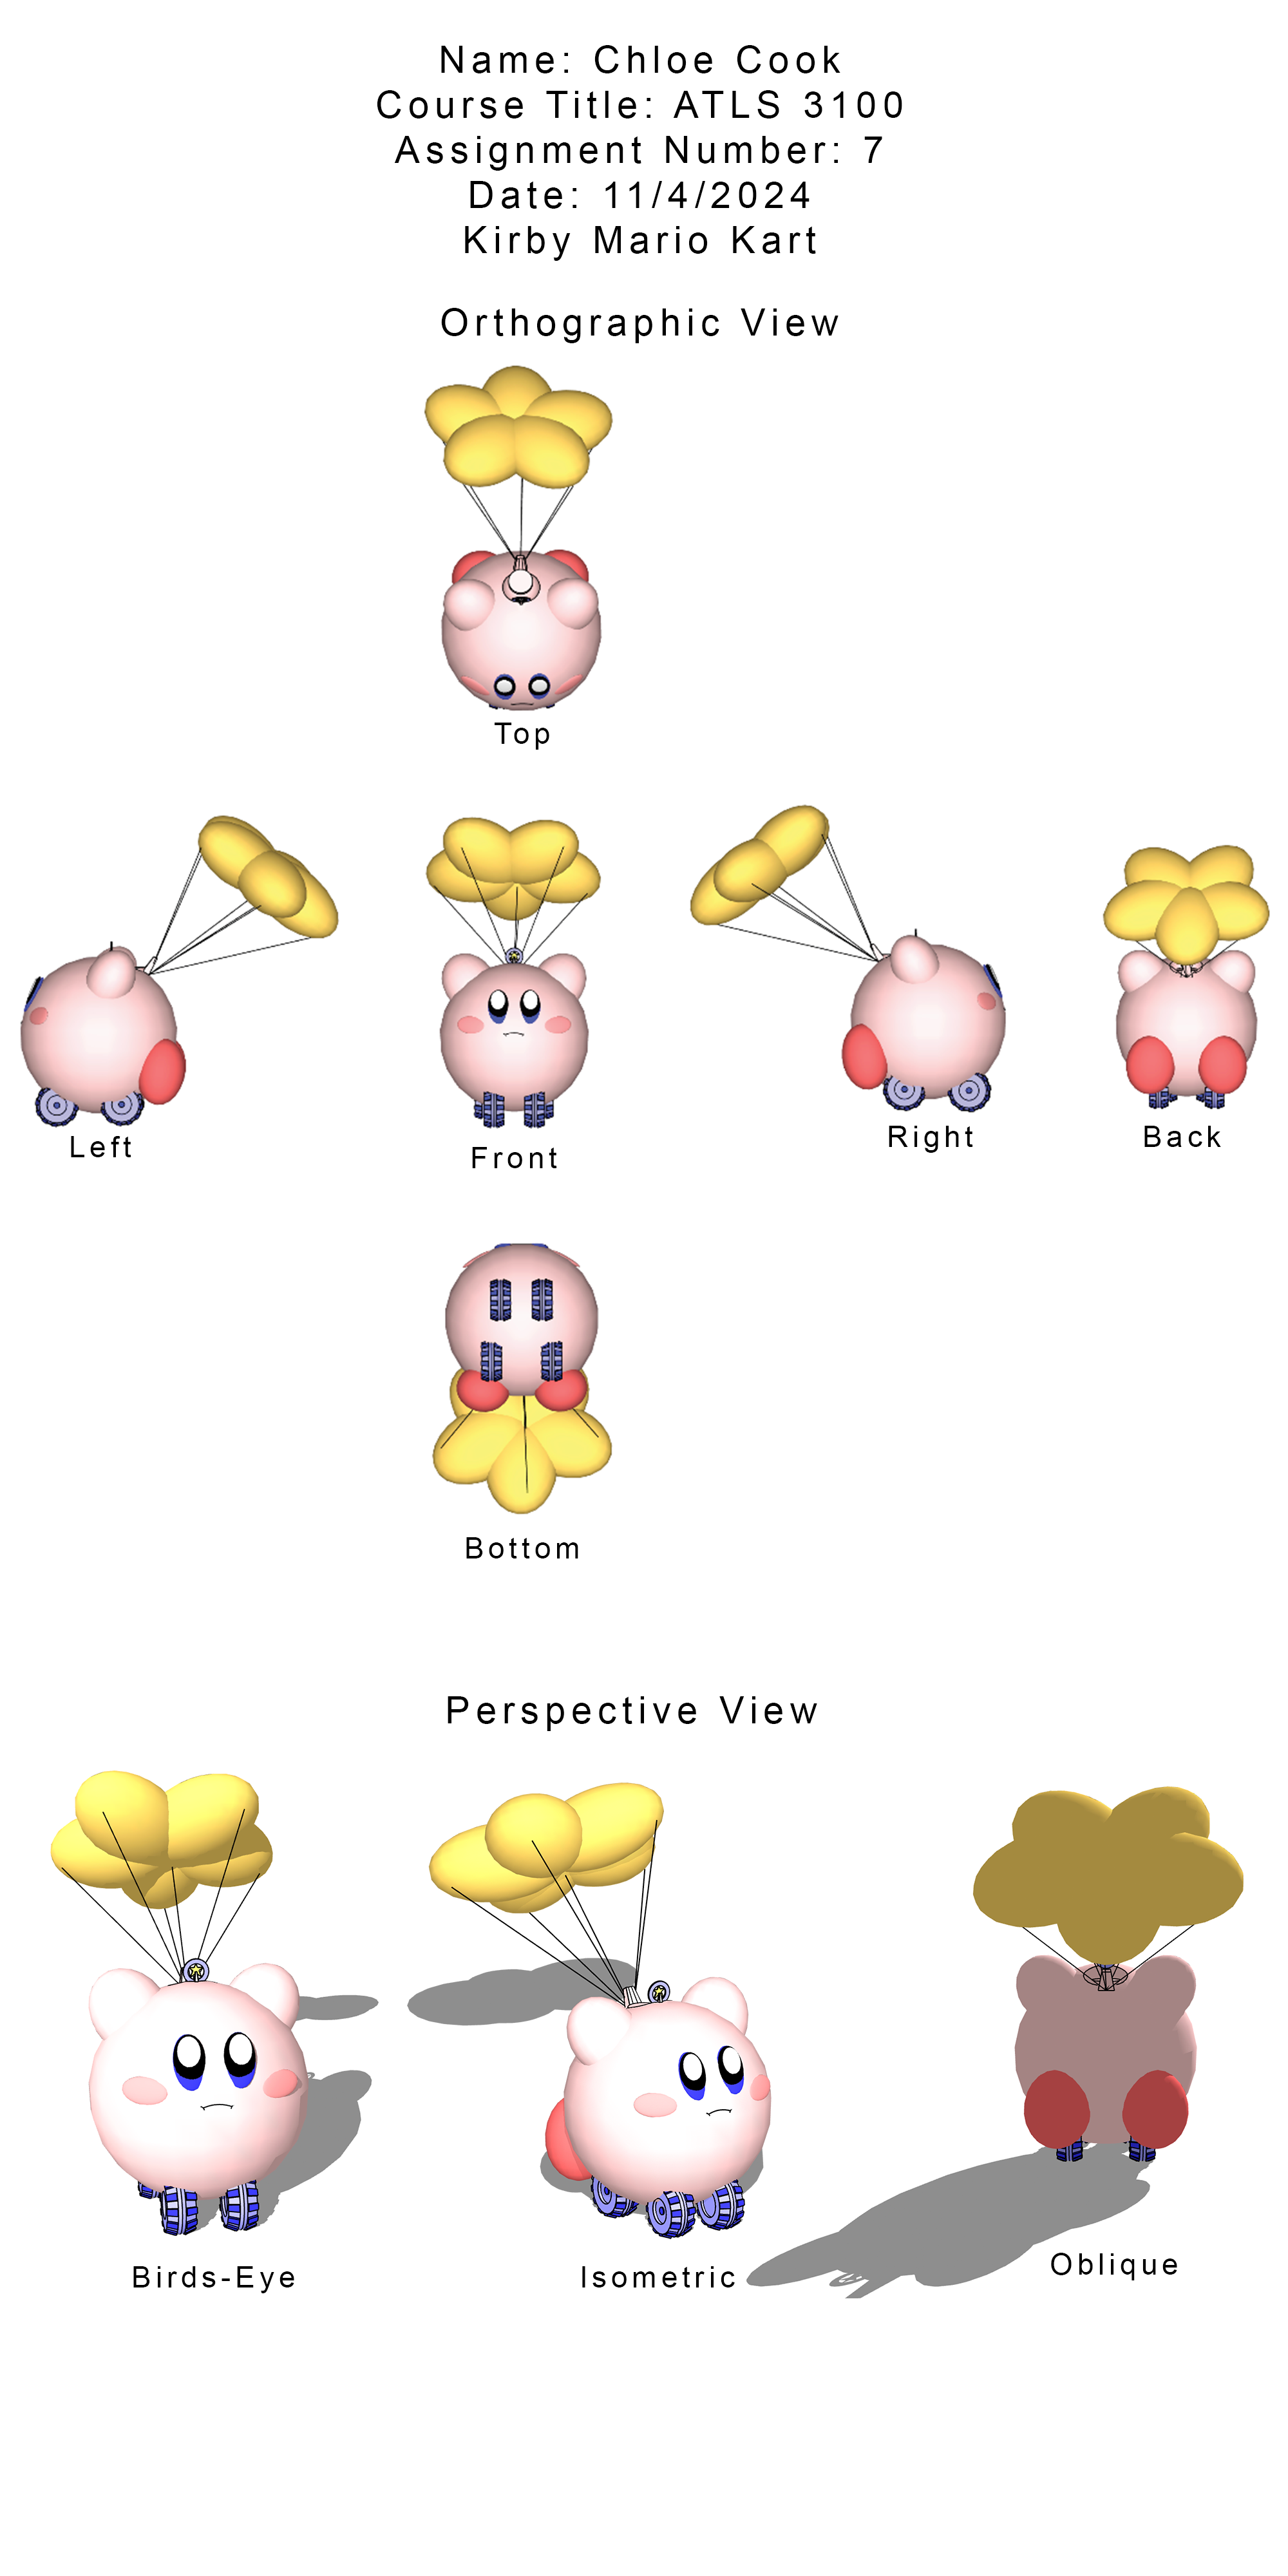 Name: Chloe Cook
Course Title: ATLS 3100
Assignment Number: 7
Date: 11/4/2024
Kirby Mario Kart
Orthographic View
Top
Left
Front
Right
Back
Bottom
Perspective View
Birds-Eye
Isometric
Oblique